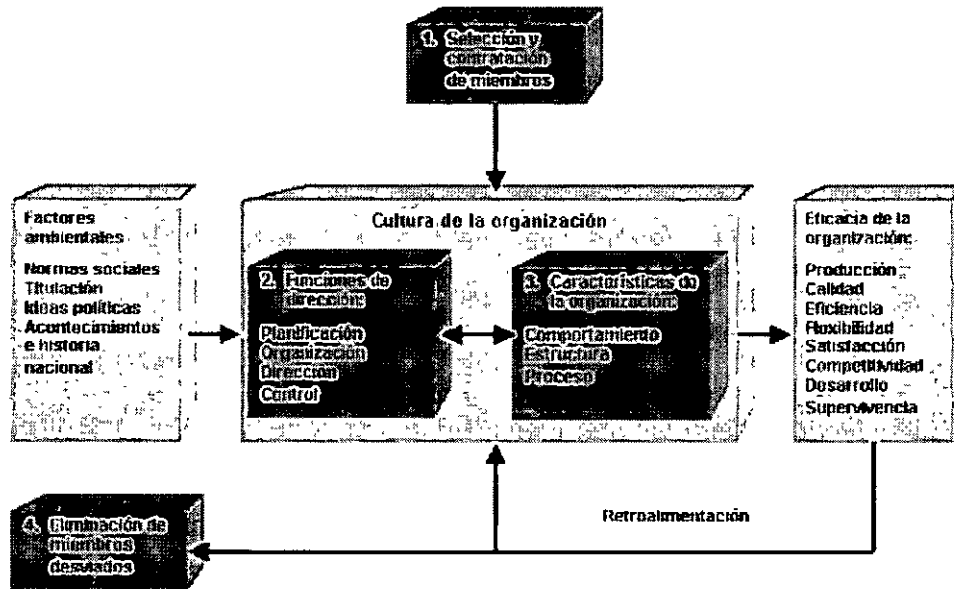 1. Selección y
contratación
de miembros
Factores
ambientales
Normas sociales
Titulación
Ideas políticas
Acontecimientos
e historia
nacional
Cultura de la organización
2. Funciones de
dirección:
Planificación
Organización
Dirección
Control
3. Características de
la organización:
Comportamiento
Estructura
Proceso
Eficacia de la
organización:
Producción
Calidad
Eficiencia
Flexibilidad
Satisfacción
Competitividad
Desarrollo
Supervivencia
Retroalimentación
4. Eliminación de
miembros
desviados